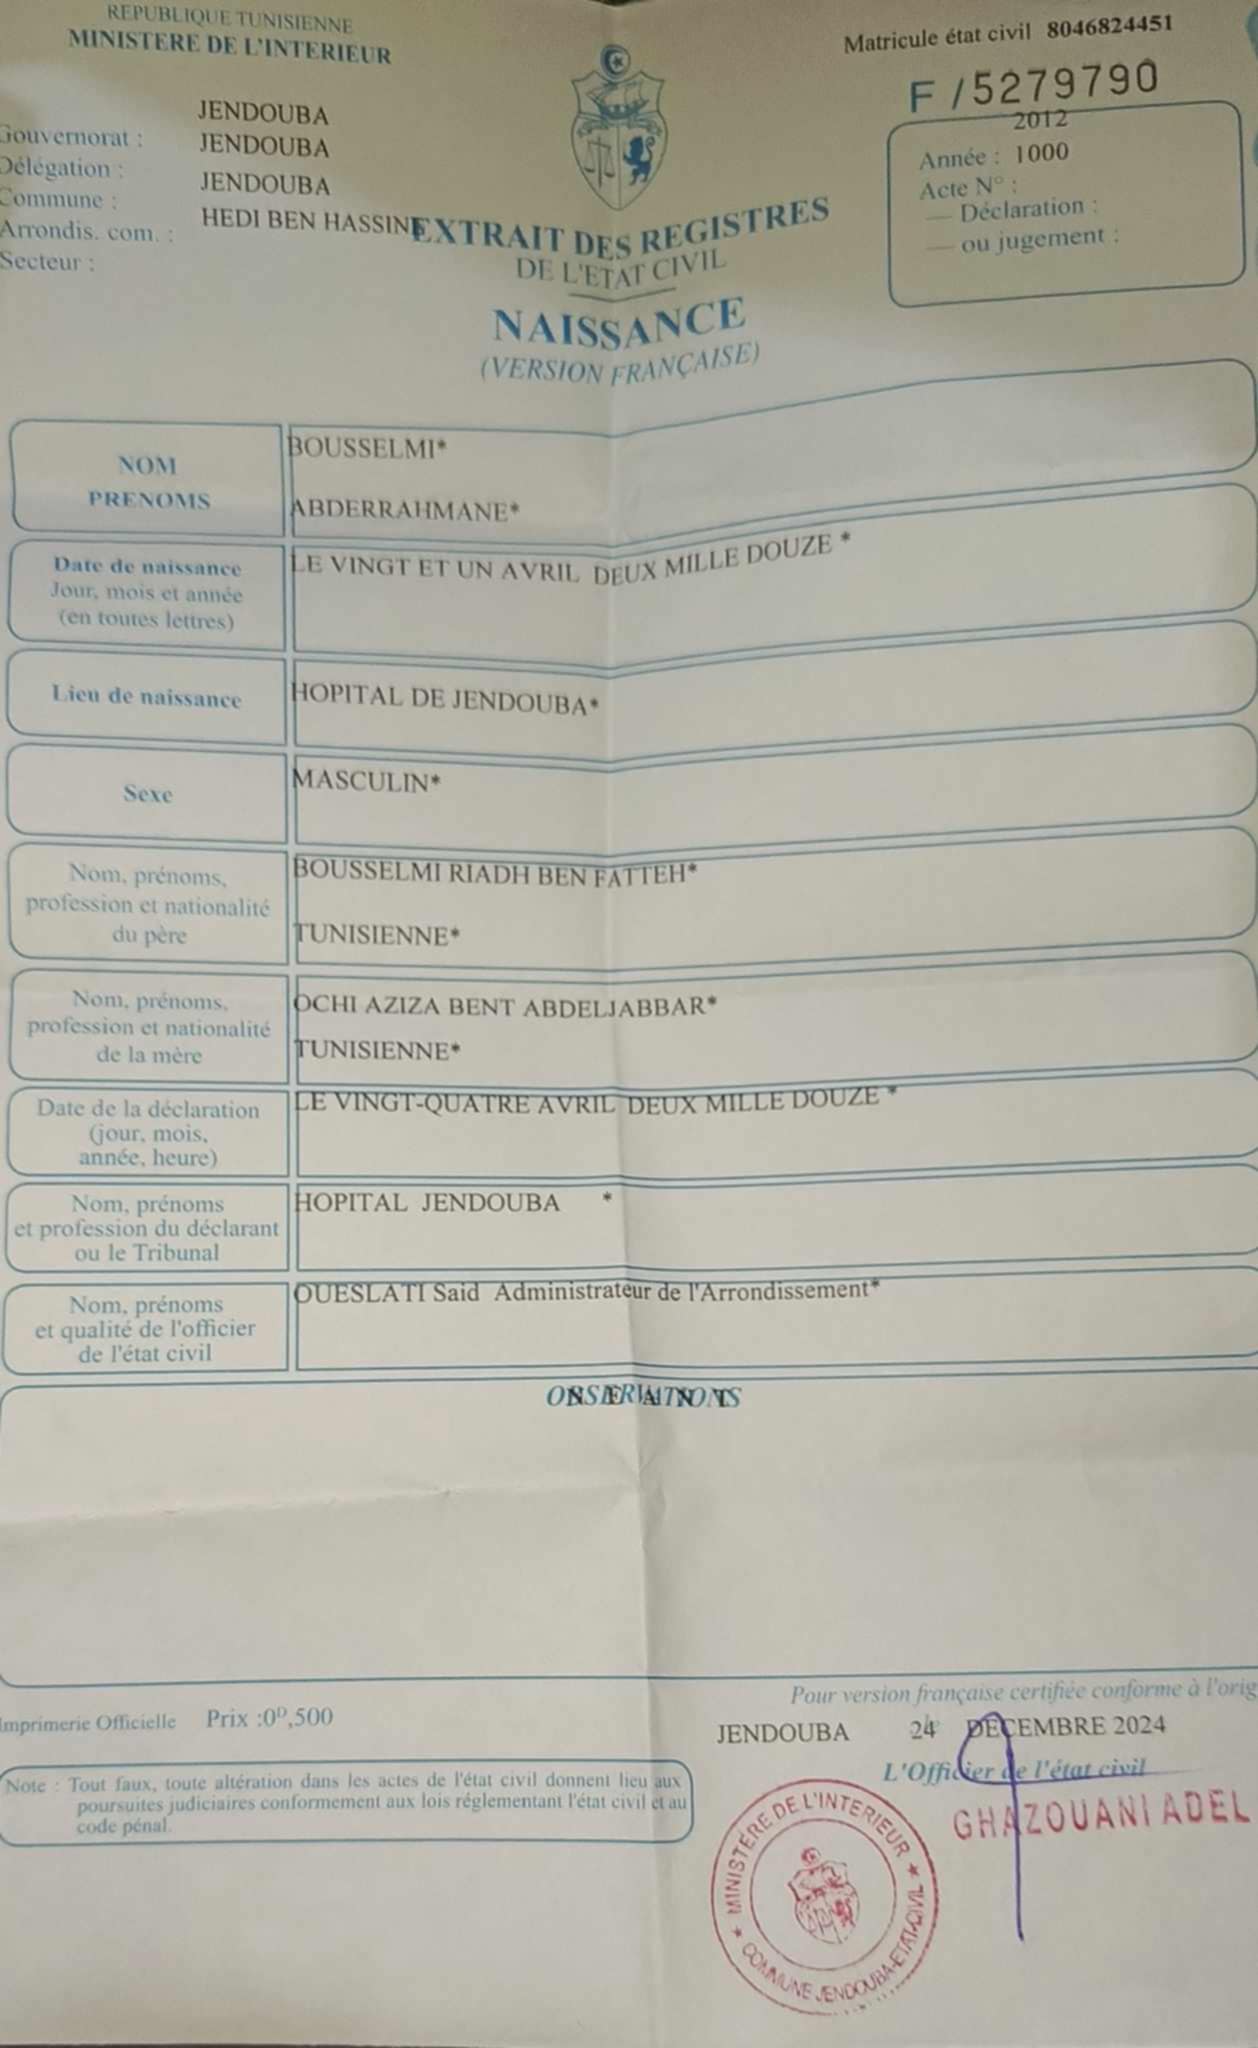 REPUBLIQUE TUNISIENNE
MINISTERE DE L'INTERIEUR
Matricule état civil 8046824451
F / 5279790
JENDOUBA
Gouvernorat :
JENDOUBA
Délégation :
JENDOUBA
Commune :
HEDI BEN HASSINE
Arrondis. com. :
Secteur :
2012
Année : 1000
Acte N° :
— Déclaration :
— ou jugement :
EXTRAIT DES REGISTRES
DE L'ETAT CIVIL
NAISSANCE
(VERSION FRANÇAISE)
NOM
PRENOMS
BOUSSELMI*
ABDERRAHMANE*
Date de naissance
Jour, mois et année
(en toutes lettres)
LE VINGT ET UN AVRIL DEUX MILLE DOUZE *
Lieu de naissance
HOPITAL DE JENDOUBA*
Sexe
MASCULIN*
Nom, prénoms,
profession et nationalité
du père
BOUSSELMI RIADH BEN FATTEH*
TUNISIENNE*
Nom, prénoms,
profession et nationalité
de la mère
OCHI AZIZA BENT ABDELJABBAR*
TUNISIENNE*
Date de la déclaration
(jour, mois,
année, heure)
LE VINGT-QUATRE AVRIL DEUX MILLE DOUZE *
Nom, prénoms
et profession du déclarant
ou le Tribunal
HOPITAL JENDOUBA *
Nom, prénoms
et qualité de l'officier
de l'état civil
OUESLATI Said Administrateur de l'Arrondissement*
OBSERVATIONS
Pour version française certifiée conforme à l'orig
Imprimerie Officielle Prix :0D,500
JENDOUBA 24 DECEMBRE 2024
L'Officier de l'état civil
GHAZOUANI ADEL
Note : Tout faux, toute altération dans les actes de l'état civil donnent lieu aux
poursuites judiciaires conformement aux lois réglementant l'état civil et au
code pénal.
★ MINISTÉRE DE L'INTERIEUR ★
COMMUNE JENDOUBA-ETAT-CIVIL